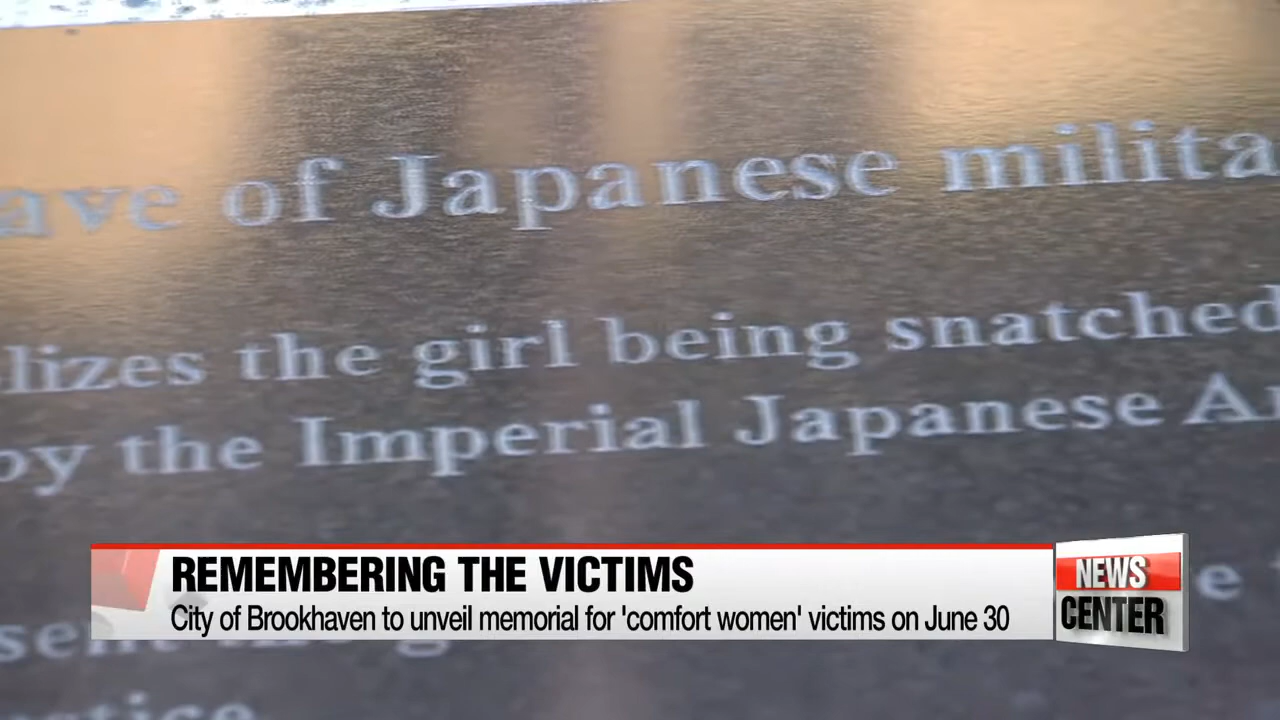 ave of Japanese milita
lizes the girl being snatched
by the Imperial Japanese A
REMEMBERING THE VICTIMS
City of Brookhaven to unveil memorial for 'comfort women' victims on June 30
NEWS
CENTER